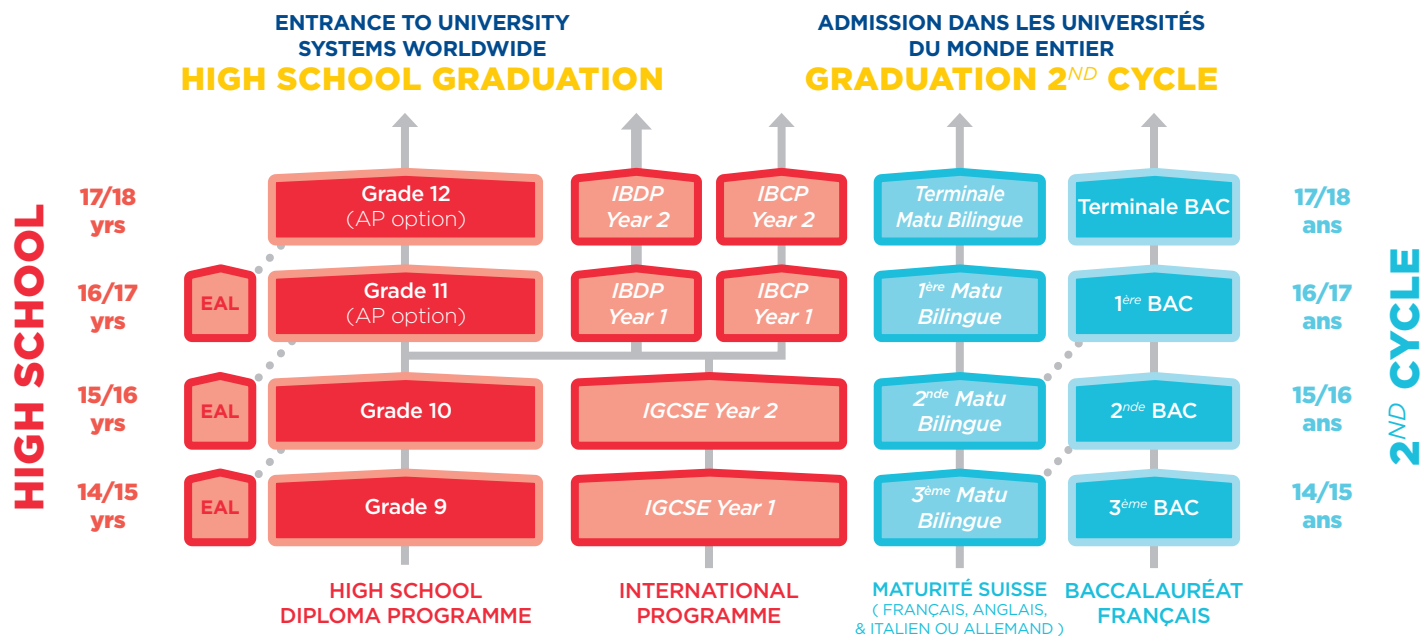 ENTRANCE TO UNIVERSITY
SYSTEMS WORLDWIDE
HIGH SCHOOL GRADUATION
ADMISSION DANS LES UNIVERSITÉS
DU MONDE ENTIER
GRADUATION 2ND CYCLE
HIGH SCHOOL
17/18
yrs
Grade 12
(AP option)
IBDP
Year 2
IBCP
Year 2
Terminale
Matu Bilingue
Terminale BAC
17/18
ans
16/17
yrs
EAL
Grade 11
(AP option)
IBDP
Year 1
IBCP
Year 1
1ère Matu
Bilingue
1ère BAC
16/17
ans
15/16
yrs
EAL
Grade 10
IGCSE Year 2
2nde Matu
Bilingue
2nde BAC
15/16
ans
14/15
yrs
EAL
Grade 9
IGCSE Year 1
3ème Matu
Bilingue
3ème BAC
14/15
ans
2ND CYCLE
HIGH SCHOOL
DIPLOMA PROGRAMME
INTERNATIONAL
PROGRAMME
MATURITÉ SUISSE
( FRANÇAIS, ANGLAIS,
& ITALIEN OU ALLEMAND )
BACCALAURÉAT
FRANÇAIS